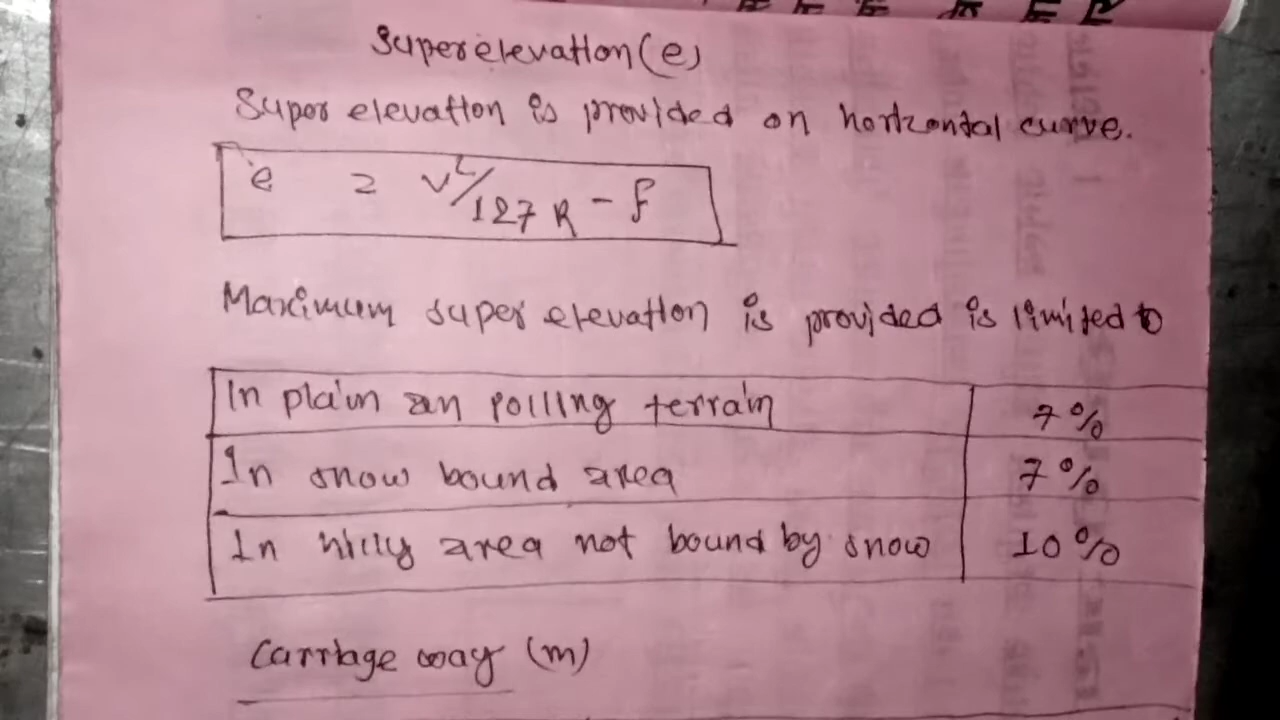 Superelevation (e)
Super elevation is provided on horizontal curve.
e = v²/127 R - f
Maximum super elevation is provided is limited to
In plain an rolling terrain 7%
In snow bound area 7%
In hilly area not bound by snow 10%
Carriage way (m)